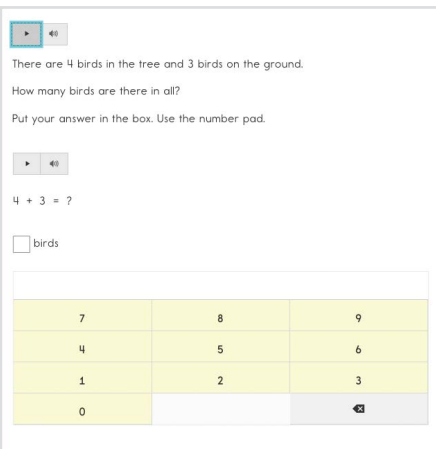 There are 4 birds in the tree and 3 birds on the ground.
How many birds are there in all?
Put your answer in the box. Use the number pad.
4 + 3 = ?
birds
7 8 9
4 5 6
1 2 3
0